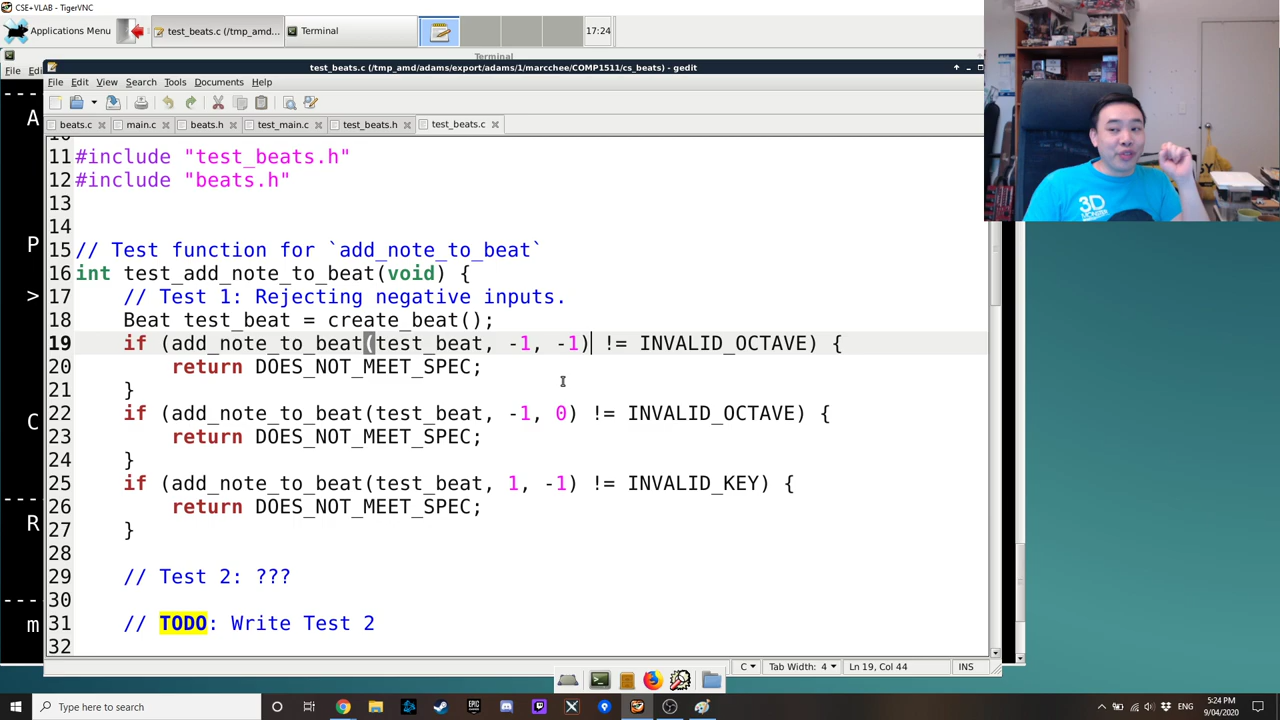 CSE+VLAB - TigerVNC
Applications Menu
test_beats.c (/tmp_amd...
Terminal
17:24
Terminal
File Edi
test_beats.c (/tmp_amd/adams/export/adams/1/marcchee/COMP1511/cs_beats) - gedit
File Edit View Search Tools Documents Help
beats.c main.c beats.h test_main.c test_beats.h test_beats.c
11 #include "test_beats.h"
12 #include "beats.h"
13
14
15 // Test function for `add_note_to_beat`
16 int test_add_note_to_beat(void) {
17 // Test 1: Rejecting negative inputs.
18 Beat test_beat = create_beat();
19 if (add_note_to_beat(test_beat, -1, -1) != INVALID_OCTAVE) {
20 return DOES_NOT_MEET_SPEC;
21 }
22 if (add_note_to_beat(test_beat, -1, 0) != INVALID_OCTAVE) {
23 return DOES_NOT_MEET_SPEC;
24 }
25 if (add_note_to_beat(test_beat, 1, -1) != INVALID_KEY) {
26 return DOES_NOT_MEET_SPEC;
27 }
28
29 // Test 2: ???
30
31 // TODO: Write Test 2
32
---
A
P
>
C
---
R
---
m
C Tab Width: 4 Ln 19, Col 44 INS
3D
MONSTER
Type here to search
EPIC
5:24 PM
ENG
9/04/2020